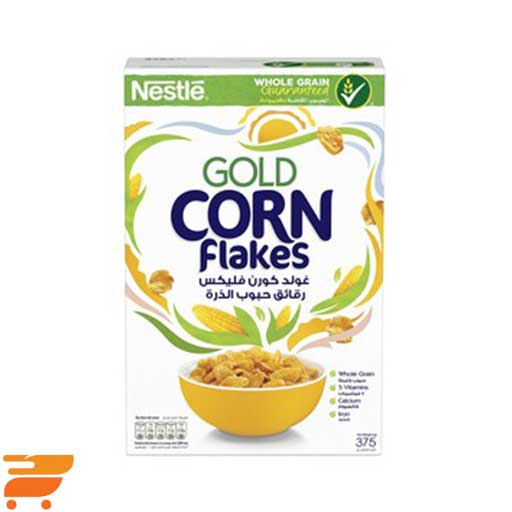 Nestlé
WHOLE GRAIN
Guaranteed
GOLD
CORN
flakes
غولد كورن فليكس
رقائق حبوب الذرة
Whole Grain
5 Vitamins
Calcium
كالسيوم
Iron
375